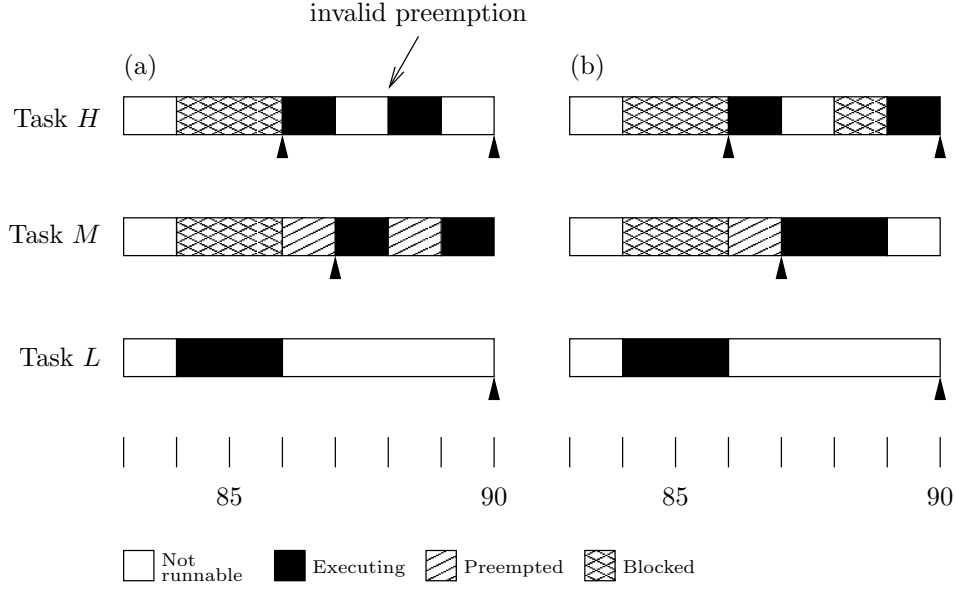 invalid preemption
(a)
(b)
Task H
Task M
Task L
85
90
85
90
Not
runnable
Executing
Preempted
Blocked